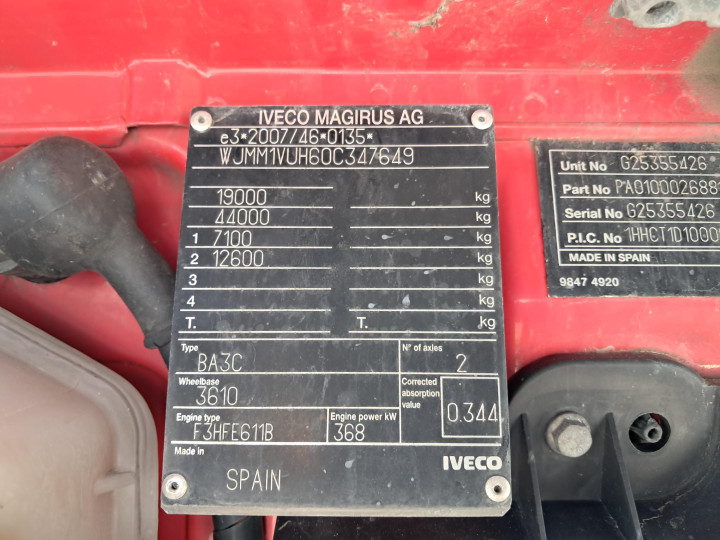 IVECO MAGIRUS AG
e3*2007/46*0135*
WJMM1VUH60C347649
19000 kg
44000 kg
1 7100 kg
2 12600 kg
3 kg
4 kg
T. T. kg
Type
BA3C
N° of axles
2
Wheelbase
3610
Corrected absorption value
0.344
Engine type
F3HFE611B
Engine power kW
368
Made in
SPAIN
IVECO
Unit No G25355426
Part No PA01000268
Serial No G25355426
P.I.C. No 1HHCT1D1000
MADE IN SPAIN
9847 4920